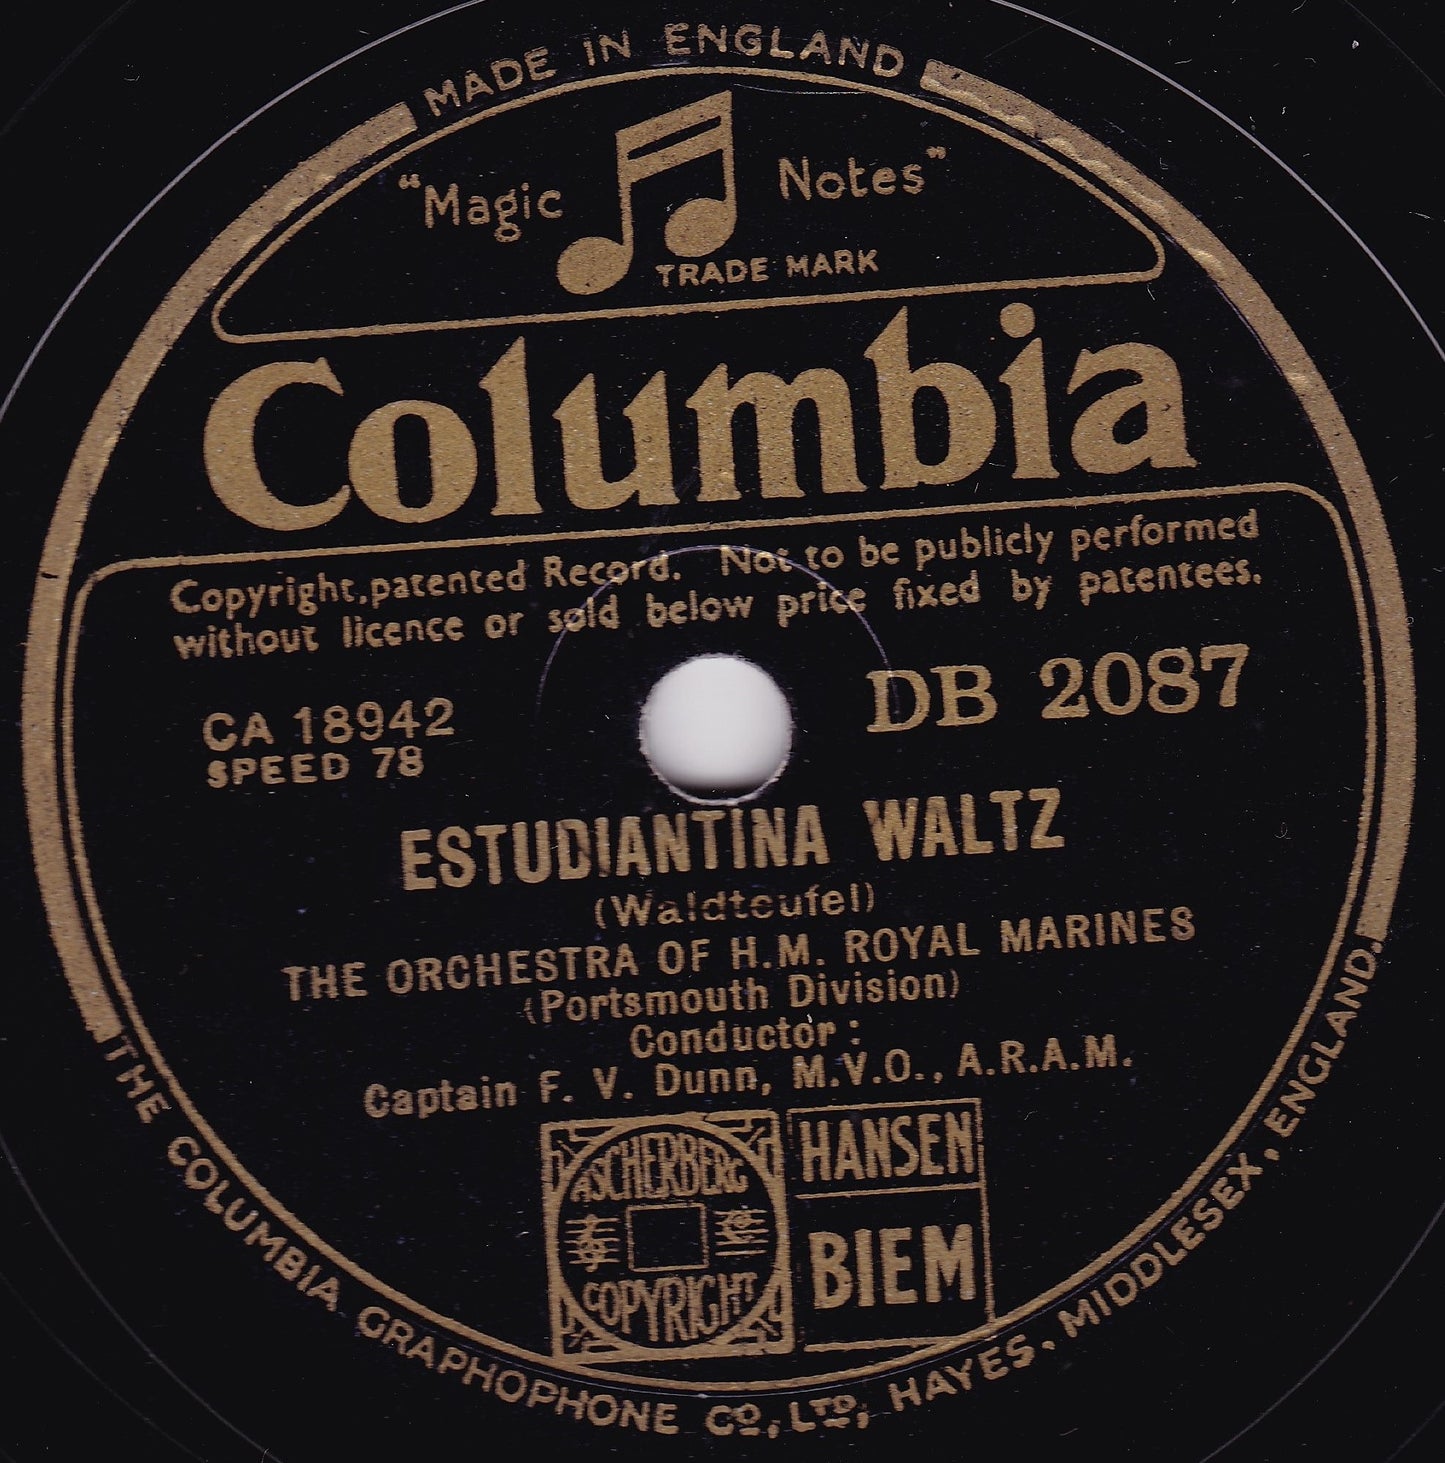 MADE IN ENGLAND
"Magic Notes"
TRADE MARK
Columbia
Copyright, patented Record. Not to be publicly performed
without licence or sold below price fixed by patentees.
CA 18942
SPEED 78
DB 2087
ESTUDIANTINA WALTZ
(Waldteufel)
THE ORCHESTRA OF H.M. ROYAL MARINES
(Portsmouth Division)
Conductor :
Captain F. V. Dunn, M.V.O., A.R.A.M.
ASCHERBERG
COPYRIGHT
HANSEN
BIEM
THE COLUMBIA GRAPHOPHONE CO., LTD., HAYES, MIDDLESEX, ENGLAND.